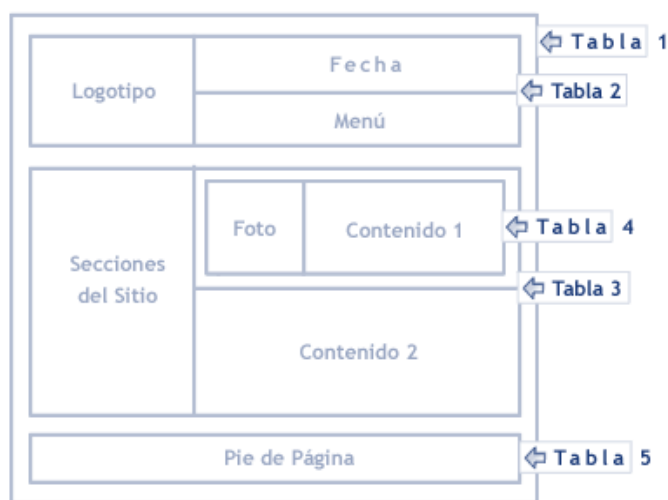 Tabla 1
Fecha
Logotipo
Tabla 2
Menú
Foto
Contenido 1
Tabla 4
Secciones
del Sitio
Tabla 3
Contenido 2
Pie de Página
Tabla 5